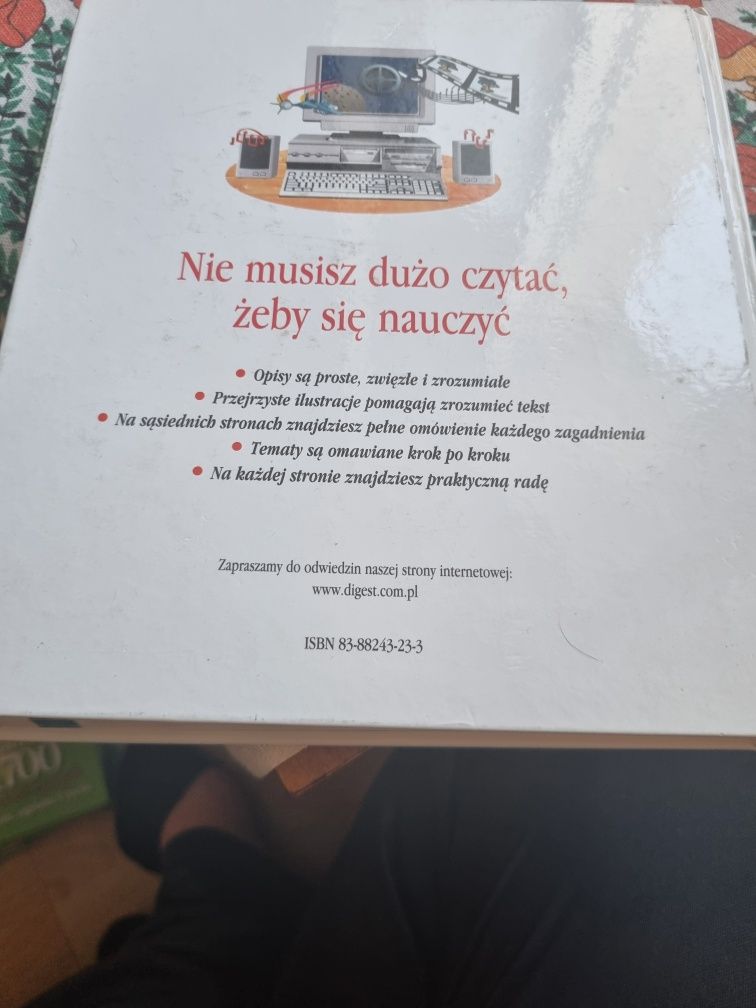 Nie musisz dużo czytać,
żeby się nauczyć
• Opisy są proste, zwięzłe i zrozumiałe
• Przejrzyste ilustracje pomagają zrozumieć tekst
• Na sąsiednich stronach znajdziesz pełne omówienie każdego zagadnienia
• Tematy są omawiane krok po kroku
• Na każdej stronie znajdziesz praktyczną radę
Zapraszamy do odwiedzin naszej strony internetowej:
www.digest.com.pl
ISBN 83-88243-23-3
700